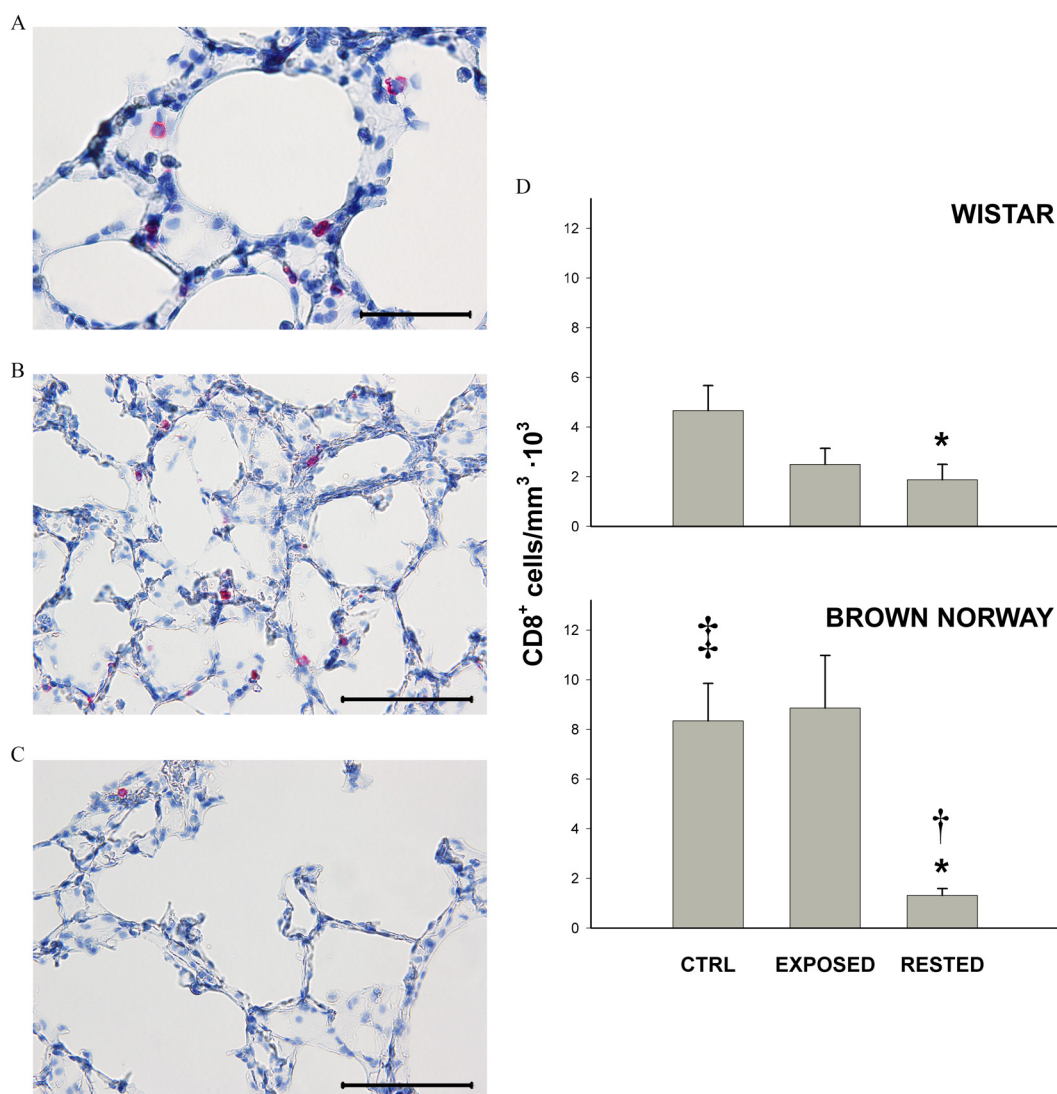 A
B
C
D
WISTAR
12
10
8
6
4
2
0
*
CD8⁺ cells/mm³ ·10³
BROWN NORWAY
12
10
8
6
4
2
0
‡
†
*
CTRL EXPOSED RESTED